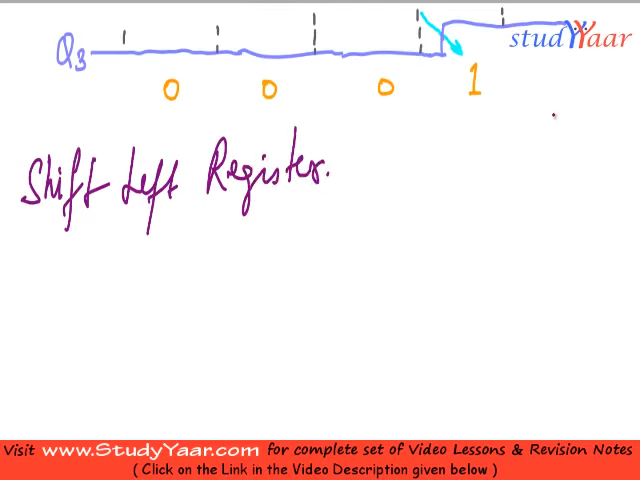 studYYaar
Q3
0 0 0 1
Shift Left Register.
Visit www.StudyYaar.com for complete set of Video Lessons & Revision Notes
( Click on the Link in the Video Description given below )